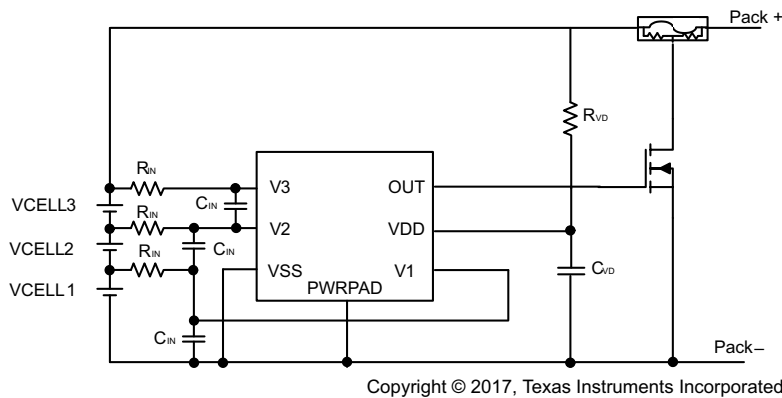 Pack +
RVD
RIN
V3
OUT
CIN
VCELL3
RIN
V2
VDD
VCELL2
CIN
RIN
VSS
V1
CVD
VCELL1
PWRPAD
CIN
Pack–
Copyright © 2017, Texas Instruments Incorporated